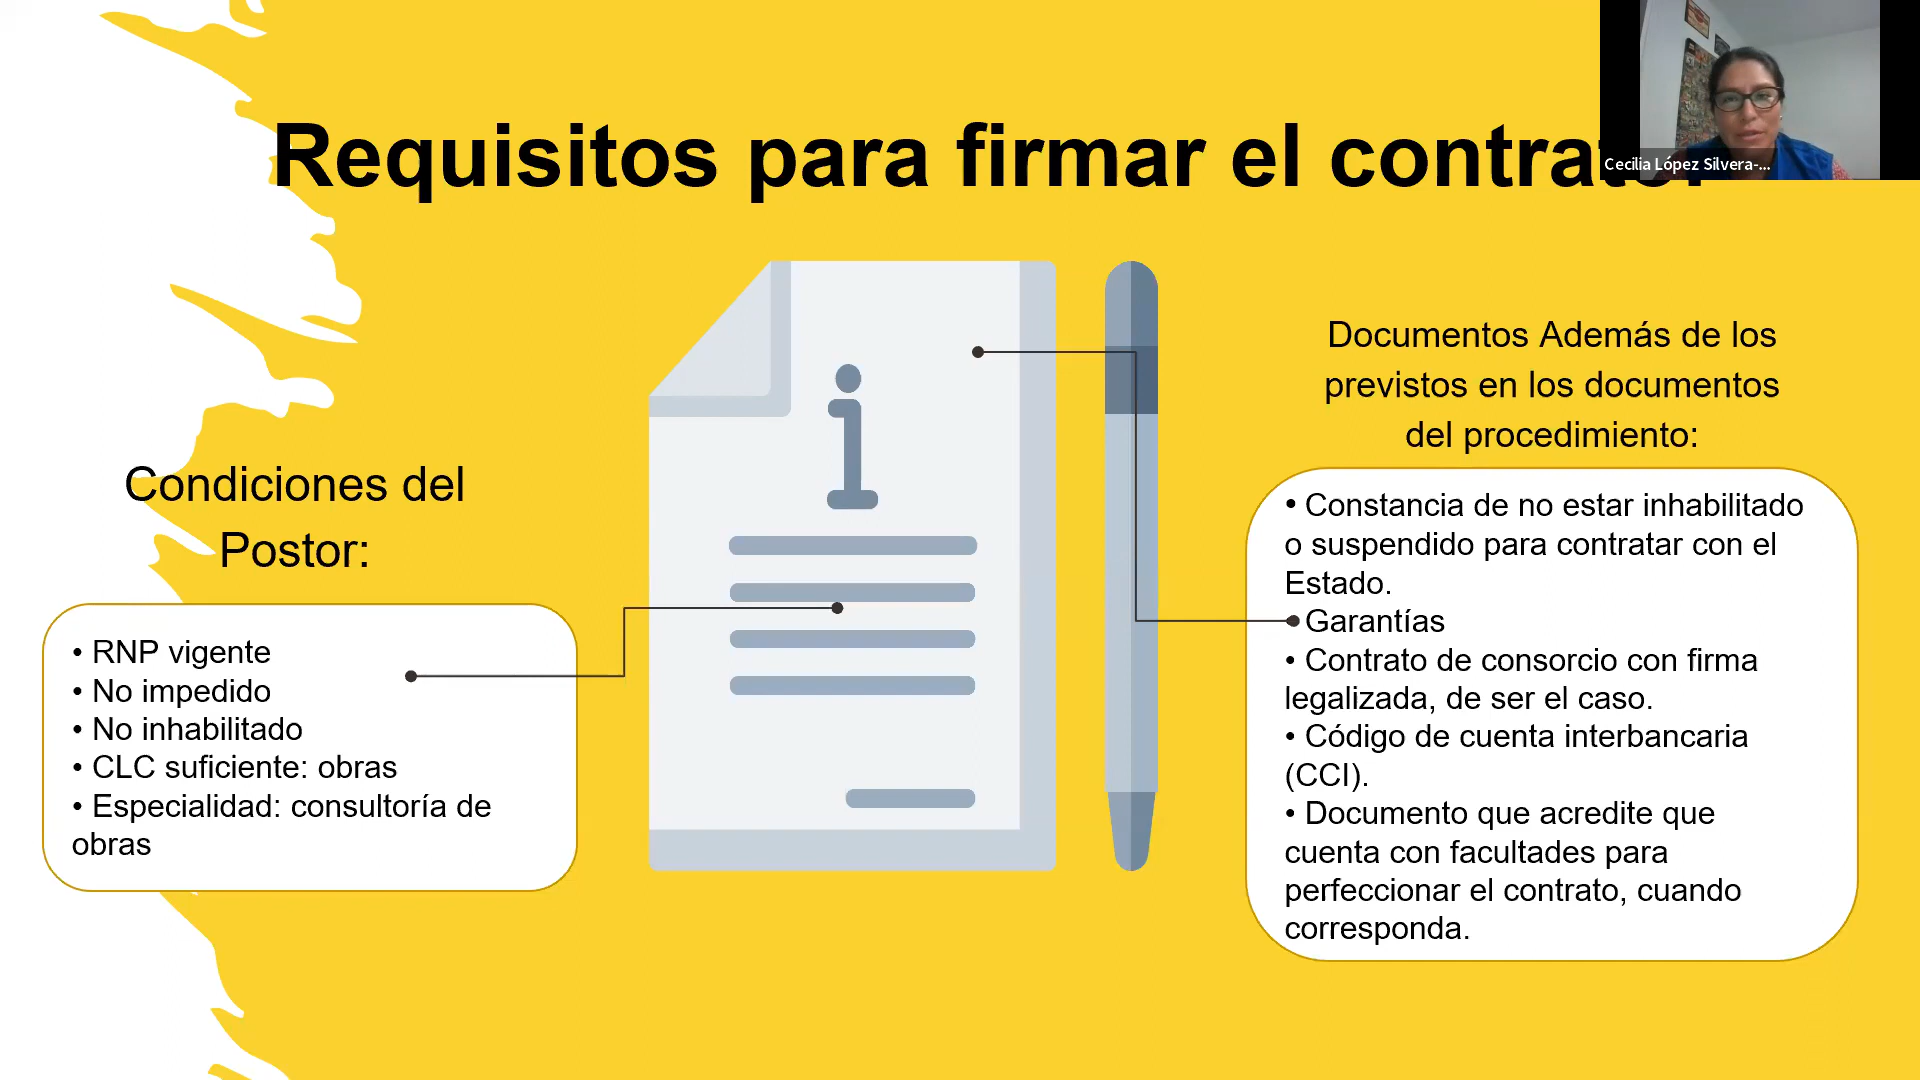 Requisitos para firmar el contrato.
Cecilia López Silvera-...
Condiciones del
Postor:
• RNP vigente
• No impedido
• No inhabilitado
• CLC suficiente: obras
• Especialidad: consultoría de
obras
Documentos Además de los
previstos en los documentos
del procedimiento:
• Constancia de no estar inhabilitado
o suspendido para contratar con el
Estado.
• Garantías
• Contrato de consorcio con firma
legalizada, de ser el caso.
• Código de cuenta interbancaria
(CCI).
• Documento que acredite que
cuenta con facultades para
perfeccionar el contrato, cuando
corresponda.